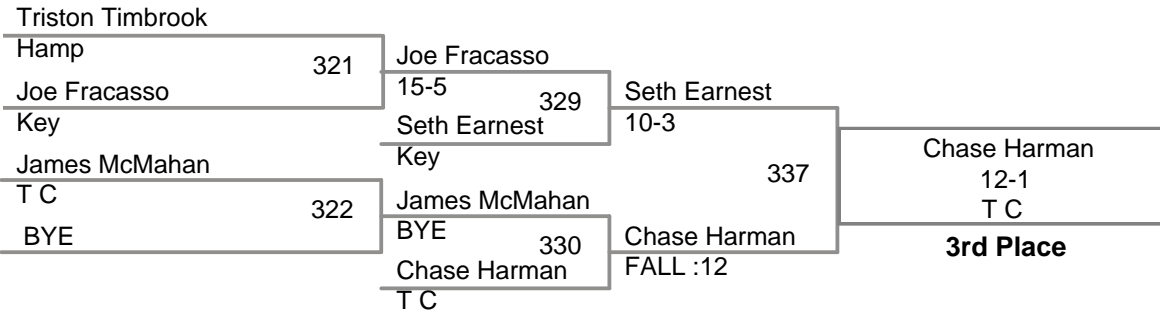 Triston Timbrook
Hamp
321
Joe Fracasso
Key
James McMahan
T C
322
BYE
Joe Fracasso
15-5
329
Seth Earnest
Key
James McMahan
BYE
330
Chase Harman
T C
Seth Earnest
10-3
337
Chase Harman
FALL :12
Chase Harman
12-1
T C
3rd Place